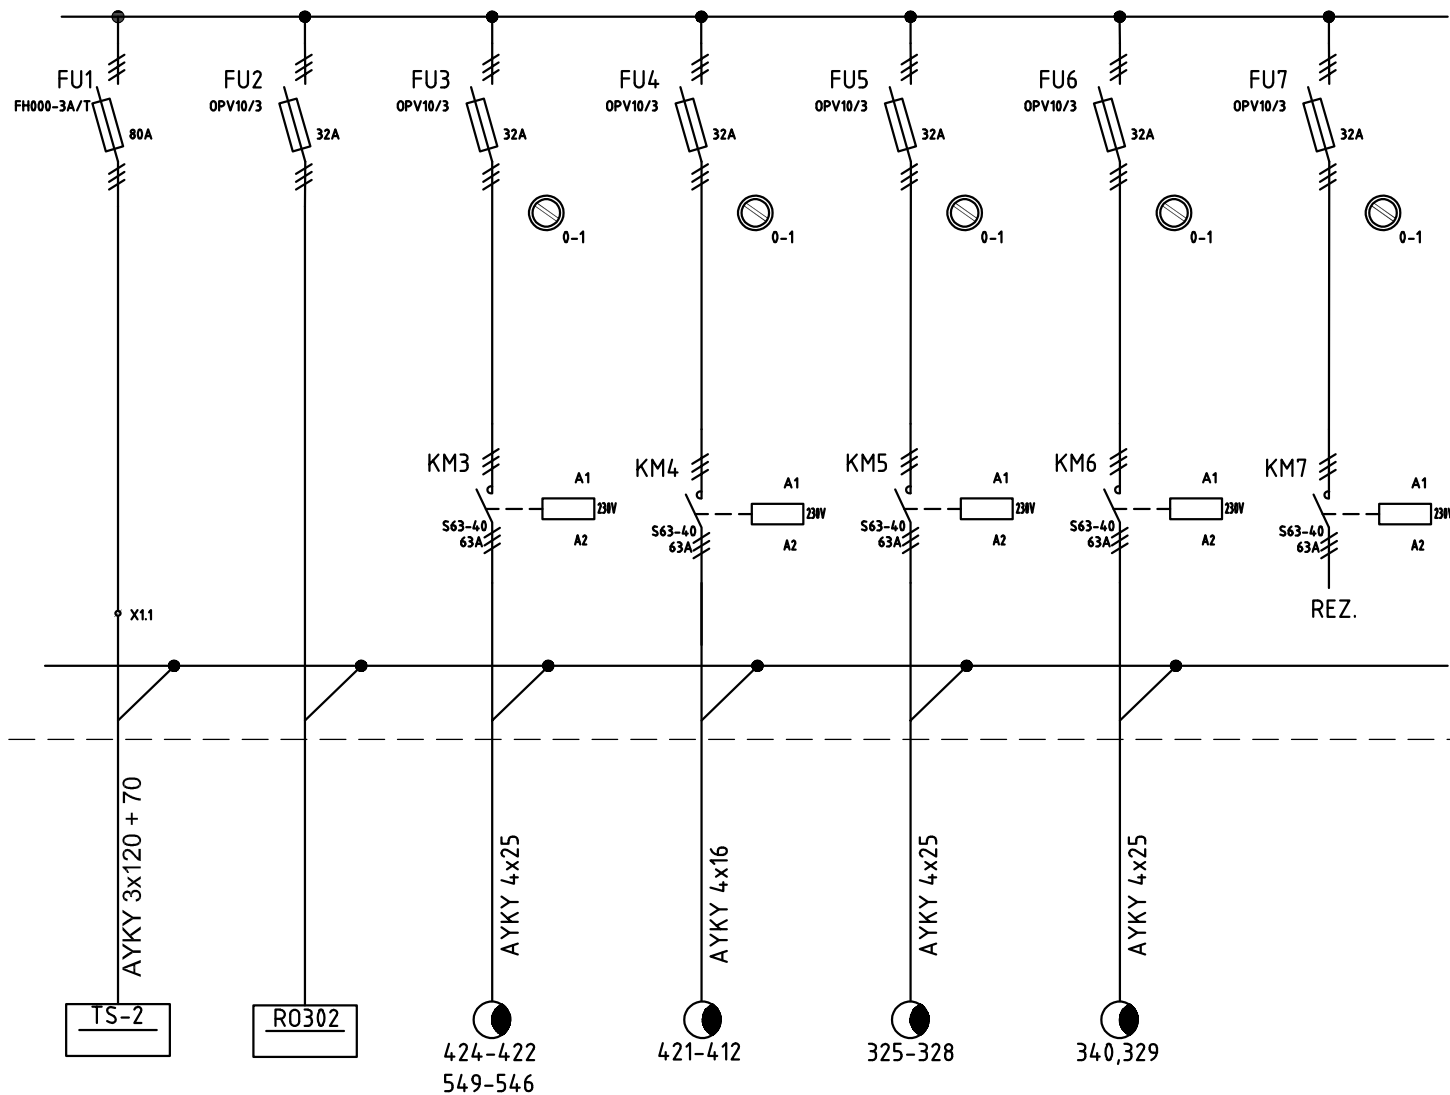 FU1
FH000-3A/T
80A
FU2
OPV10/3
32A
FU3
OPV10/3
32A
FU4
OPV10/3
32A
FU5
OPV10/3
32A
FU6
OPV10/3
32A
FU7
OPV10/3
32A
0-1
0-1
0-1
0-1
0-1
KM3
A1
230V
S63-40
63A
A2
KM4
A1
230V
S63-40
63A
A2
KM5
A1
230V
S63-40
63A
A2
KM6
A1
230V
S63-40
63A
A2
KM7
A1
230V
S63-40
63A
A2
X1.1
REZ.
AYKY 3x120 + 70
AYKY 4x25
AYKY 4x16
AYKY 4x25
AYKY 4x25
TS-2
RO302
424-422
549-546
421-412
325-328
340,329